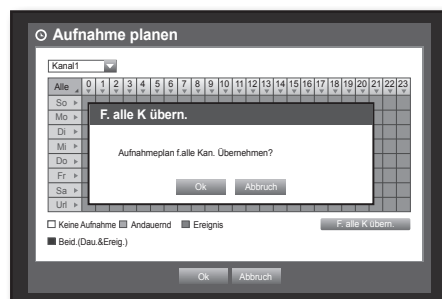 Aufnahme planen
Kanal1
Alle 0 1 2 3 4 5 6 7 8 9 10 11 12 13 14 15 16 17 18 19 20 21 22 23
So
Mo
F. alle K übern.
Di
Mi
Aufnahmeplan f.alle Kan. Übernehmen?
Do
Fr
Ok Abbruch
Sa
Url
Keine Aufnahme Andauernd Ereignis F. alle K übern.
Beid.(Dau.&Ereig.)
Ok Abbruch